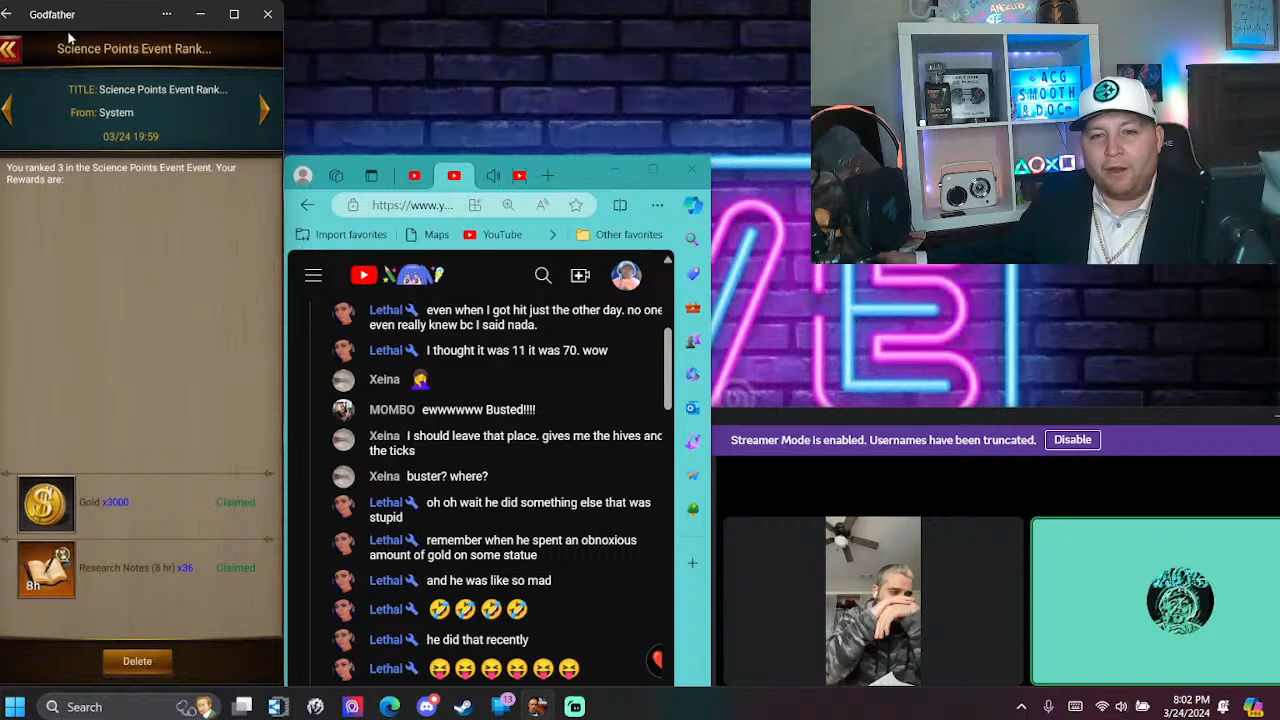 Godfather
Science Points Event Rank...
TITLE: Science Points Event Rank...
From: System
03/24 19:59
You ranked 3 in the Science Points Event Event. Your
Rewards are:
Gold x3000
Claimed
8h
Research Notes (8 hr) x36
Claimed
Delete
https://www.y...
Import favorites
Maps
YouTube
Other favorites
Lethal even when I got hit just the other day. no one
even really knew bc I said nada.
Lethal I thought it was 11 it was 70. wow
Xeina
MOMBO ewwwwww Busted!!!!
Xeina I should leave that place. gives me the hives and
the ticks
Xeina buster? where?
Lethal oh oh wait he did something else that was
stupid
Lethal remember when he spent an obnoxious
amount of gold on some statue
Lethal and he was like so mad
Lethal
Lethal he did that recently
Lethal
ACG
SMOOTH
& DOC
Streamer Mode is enabled. Usernames have been truncated.
Disable
Search
13
8:02 PM
3/24/2024